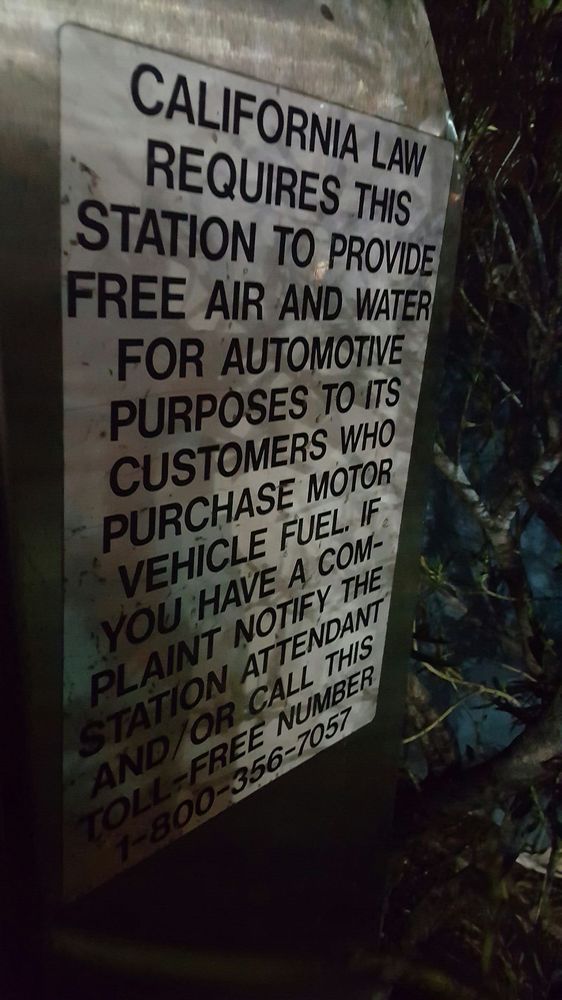 CALIFORNIA LAW
REQUIRES THIS
STATION TO PROVIDE
FREE AIR AND WATER
FOR AUTOMOTIVE
PURPOSES TO ITS
CUSTOMERS WHO
PURCHASE MOTOR
VEHICLE FUEL. IF
YOU HAVE A COM-
PLAINT NOTIFY THE
STATION ATTENDANT
AND/OR CALL THIS
TOLL-FREE NUMBER
1-800-356-7057